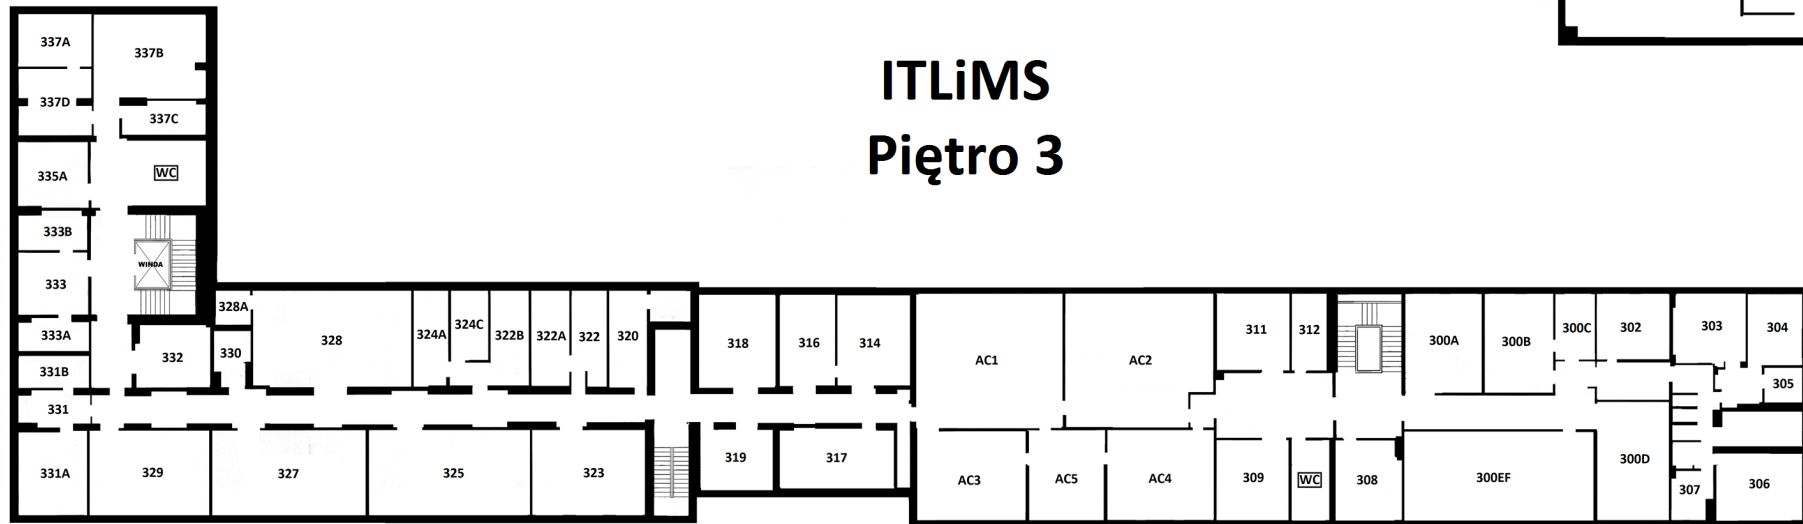 ITLiMS
Piętro 3
337A
337B
337D
337C
335A
WC
333B
WINDA
333
333A
332
331B
331
331A
328A
330
328
324A
324C
322B
322A
322
320
329
327
325
323
318
316
314
319
317
AC1
AC2
AC3
AC5
AC4
311
312
309
WC
308
300A
300B
300C
302
303
304
305
300EF
300D
307
306